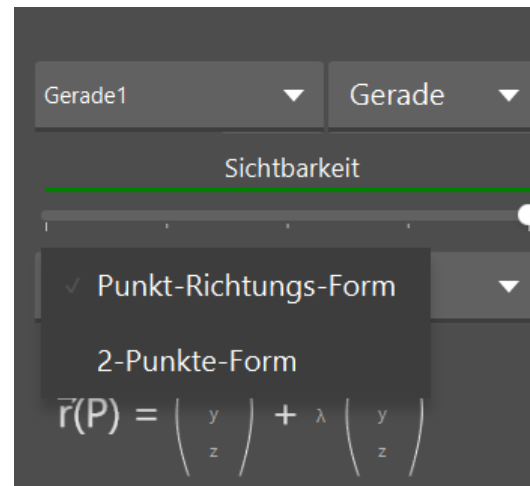 Gerade1 Gerade
Sichtbarkeit
✓ Punkt-Richtungs-Form
2-Punkte-Form
r⃗(P) = ( y ) + λ ( y )
z z